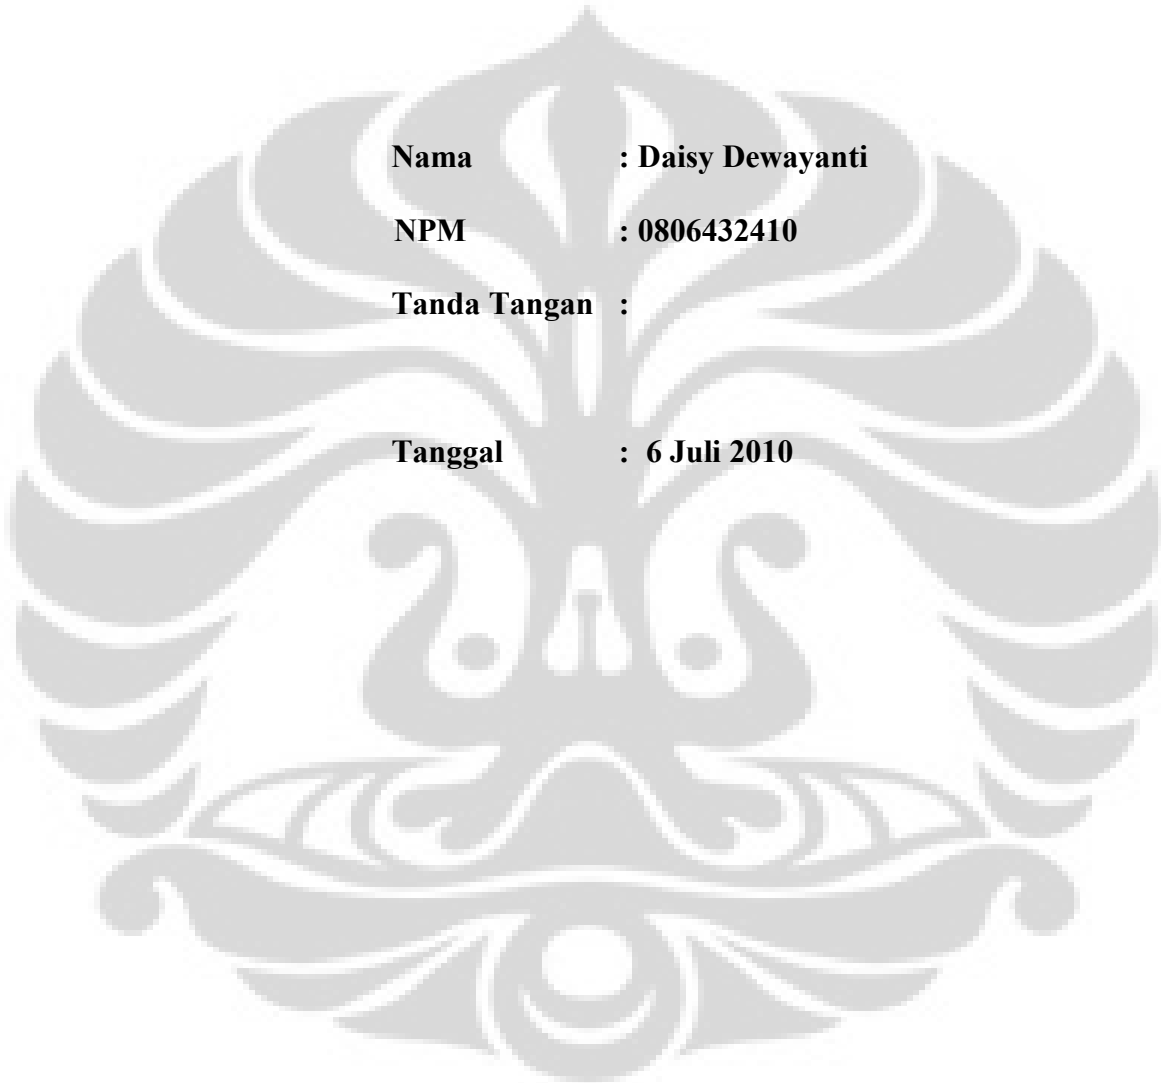 Nama : Daisy Dewayanti
NPM : 0806432410
Tanda Tangan :
Tanggal : 6 Juli 2010